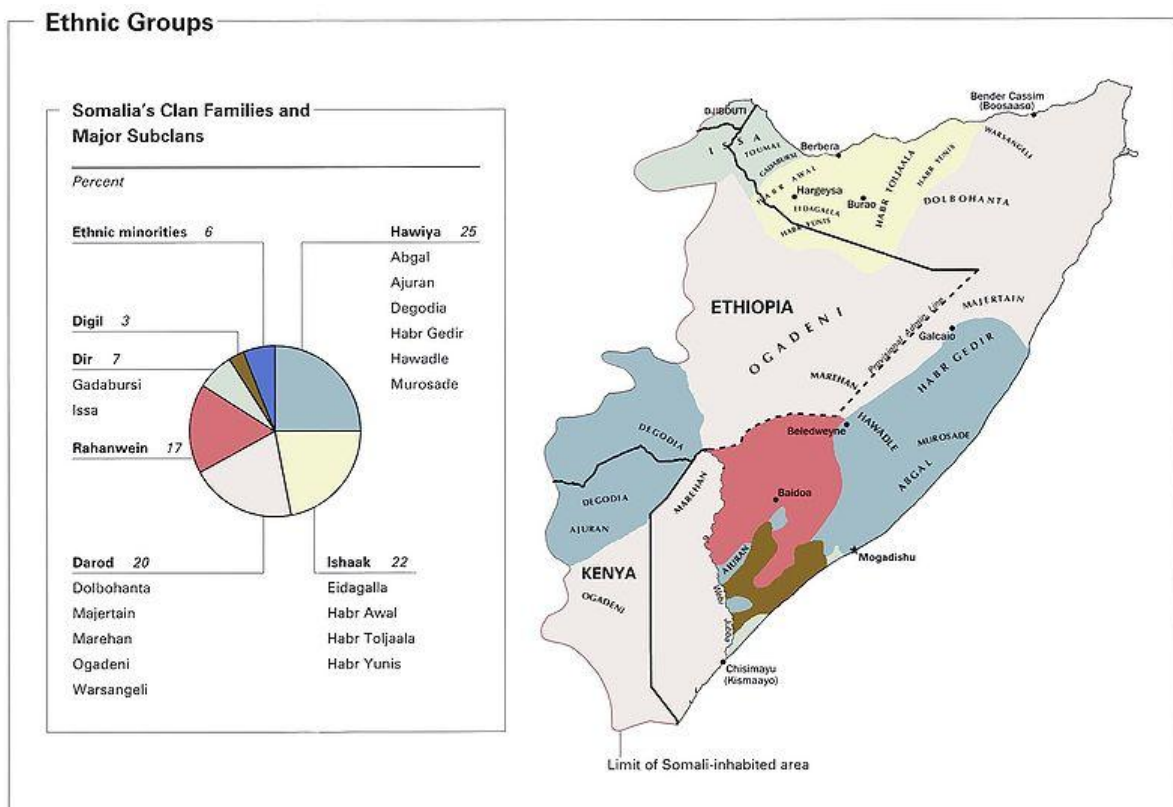 Ethnic Groups
Somalia's Clan Families and
Major Subclans
Percent
Ethnic minorities 6
Digil 3
Dir 7
Gadabursi
Issa
Rahanwein 17
Darod 20
Dolbohanta
Majertain
Marehan
Ogadeni
Warsangeli
Hawiya 25
Abgal
Ajuran
Degodia
Habr Gedir
Hawadle
Murosade
Ishaak 22
Eidagalla
Habr Awal
Habr Toljaala
Habr Yunis
DJIBOUTI
ISSA
TOUMAL
GADABURSI
Berbera
Bender Cassim
(Boosaaso)
WARSANGELI
HABR AWAL
Hargeysa
EIDAGALLA
HABR YUNIS
Burao
HABR TOLJAALA
HABR YUNIS
DOLBOHANTA
ETHIOPIA
OGADENI
Provisional Admin Line
MAJERTAIN
Galcaio
HABR GEDIR
MAREHAN
Beledweyne
HAWADLE
MUROSADE
ABGAL
DEGODIA
DEGODIA
AJURAN
MAREHAN
Baidoa
AJURAN
Mogadishu
KENYA
OGADENI
Webi Jubba
Chisimayu
(Kismaayo)
Limit of Somali-inhabited area